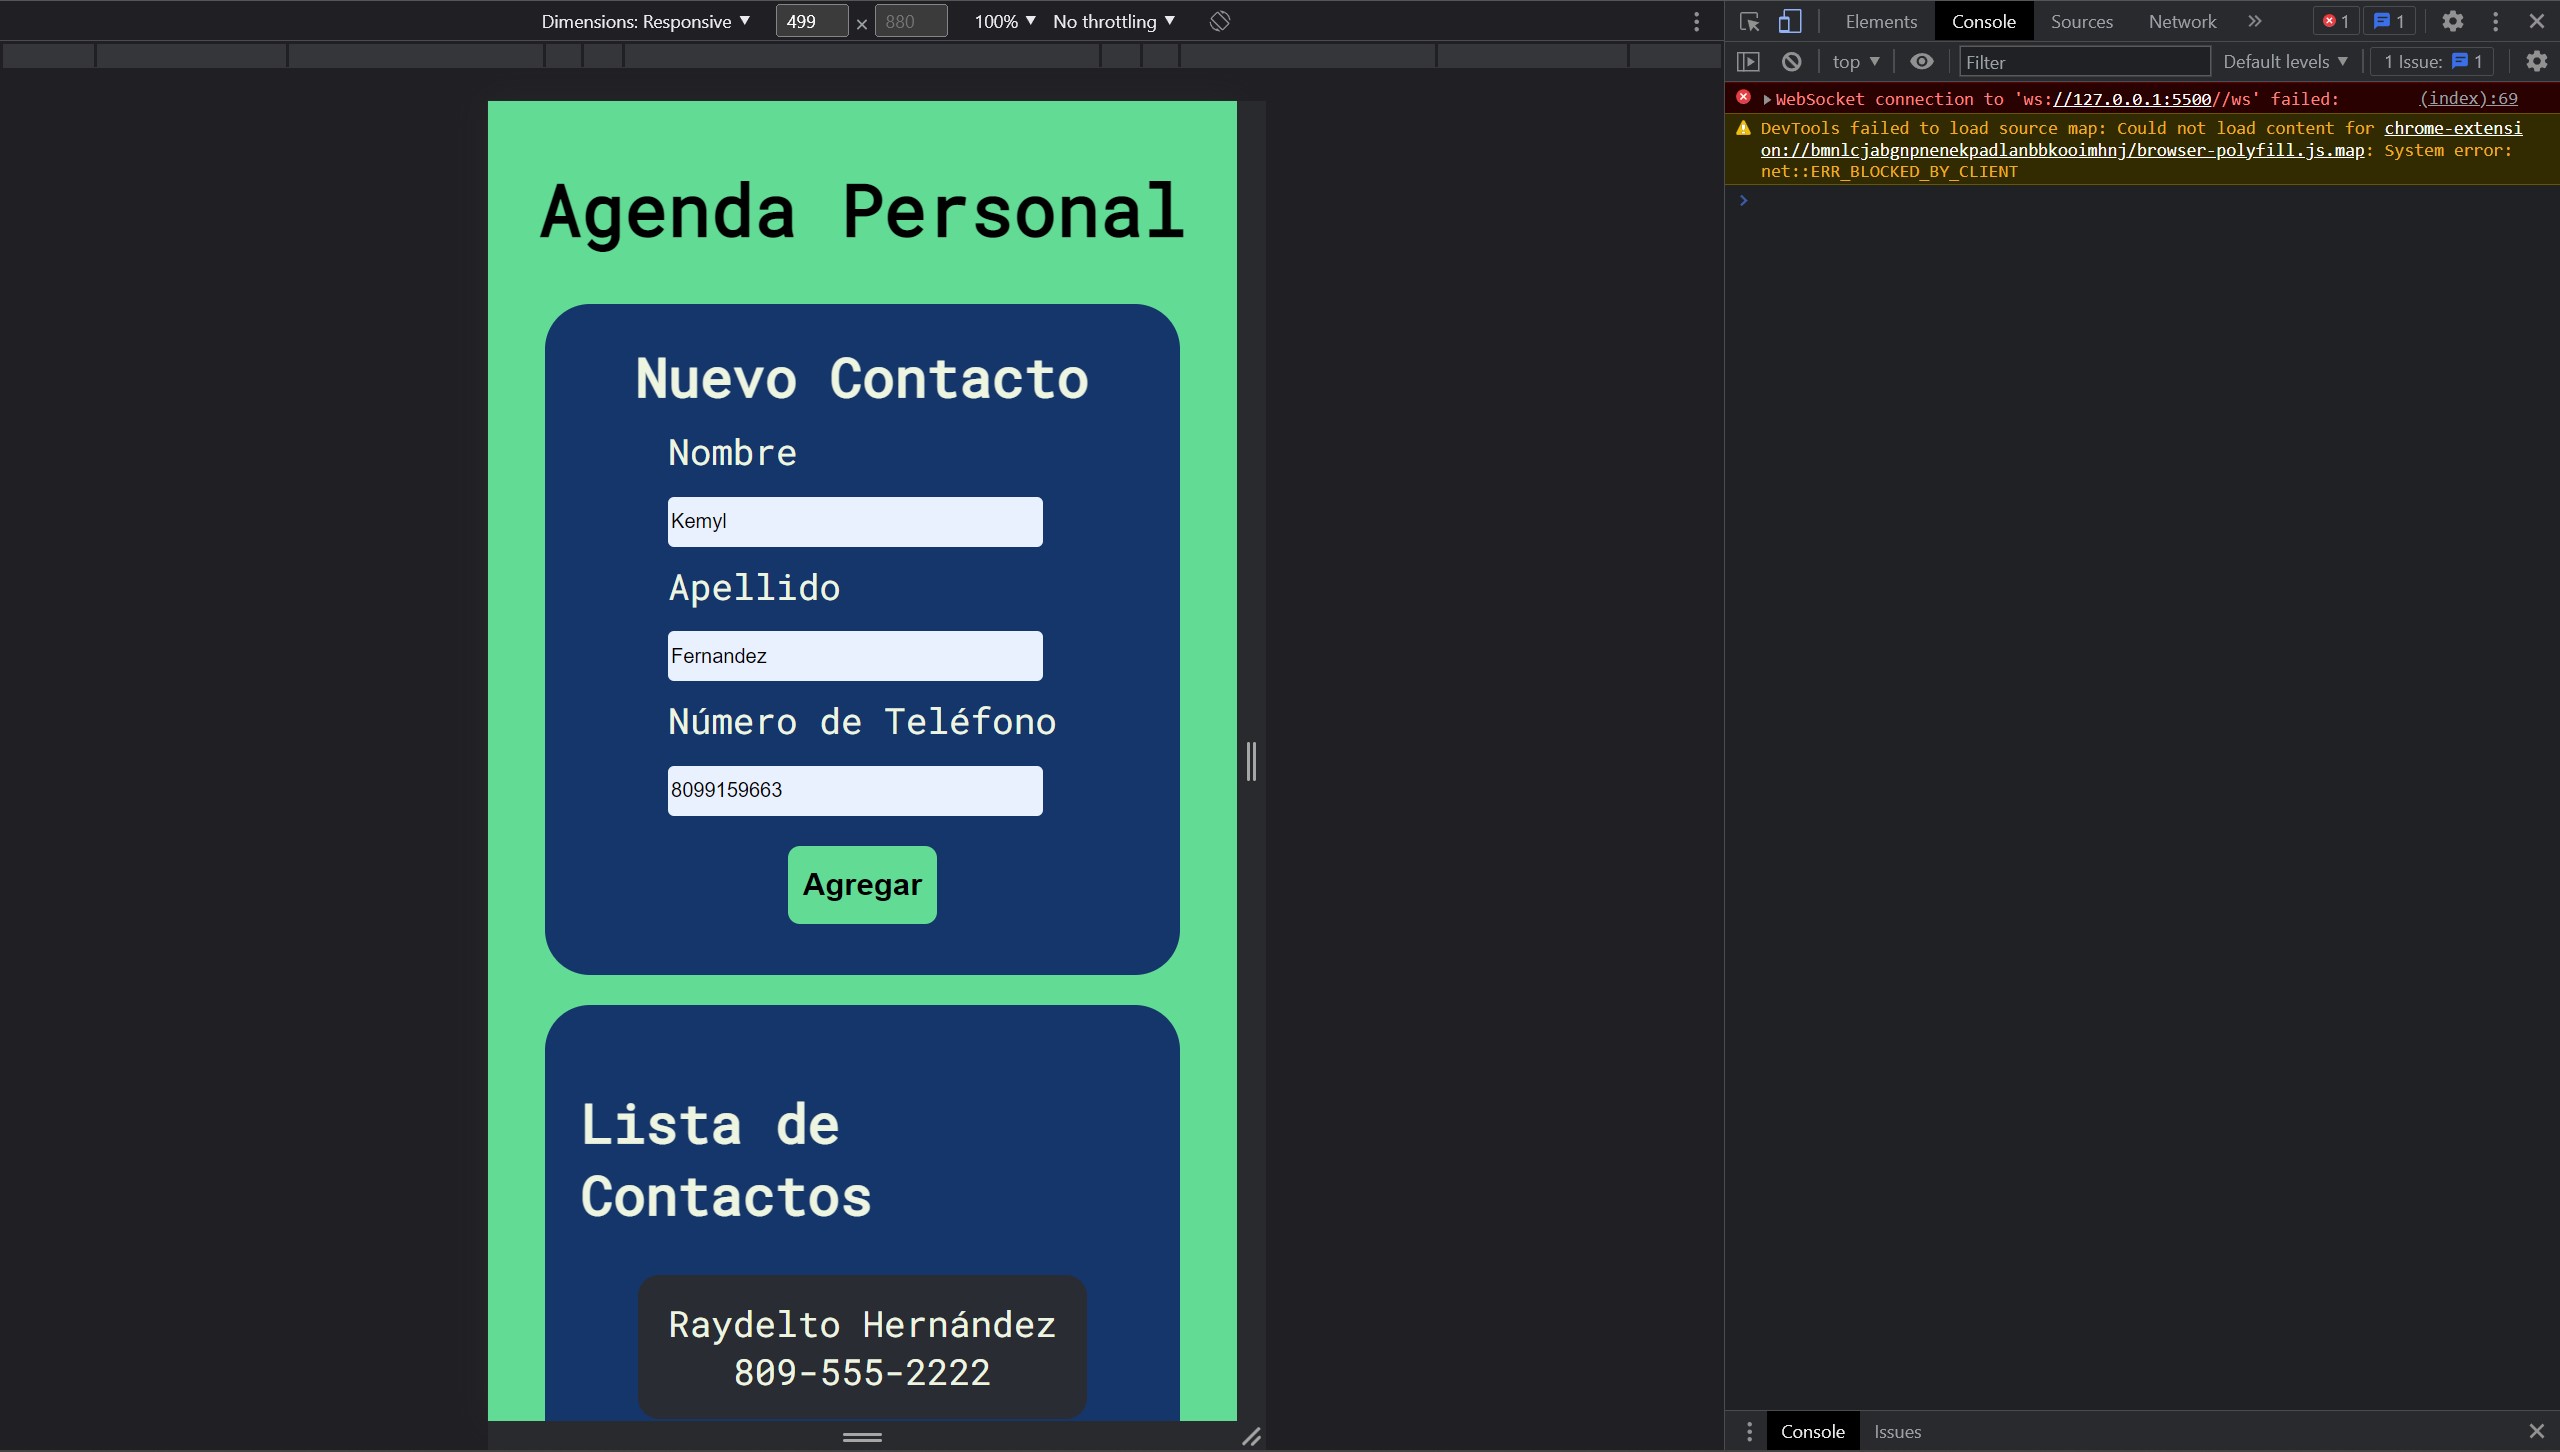 Dimensions: Responsive ▼ 499 × 880 100% ▼ No throttling ▼
Elements Console Sources Network » 1 1
top ▼ Filter Default levels ▼ 1 Issue: 1
WebSocket connection to 'ws://127.0.0.1:5500//ws' failed: (index):69
DevTools failed to load source map: Could not load content for chrome-extensi
on://bmnlcjabgnpnenekpadlanbbkooimhnj/browser-polyfill.js.map: System error:
net::ERR_BLOCKED_BY_CLIENT
Agenda Personal
Nuevo Contacto
Nombre
Kemyl
Apellido
Fernandez
Número de Teléfono
8099159663
Agregar
Lista de
Contactos
Raydelto Hernández
809-555-2222
Console Issues